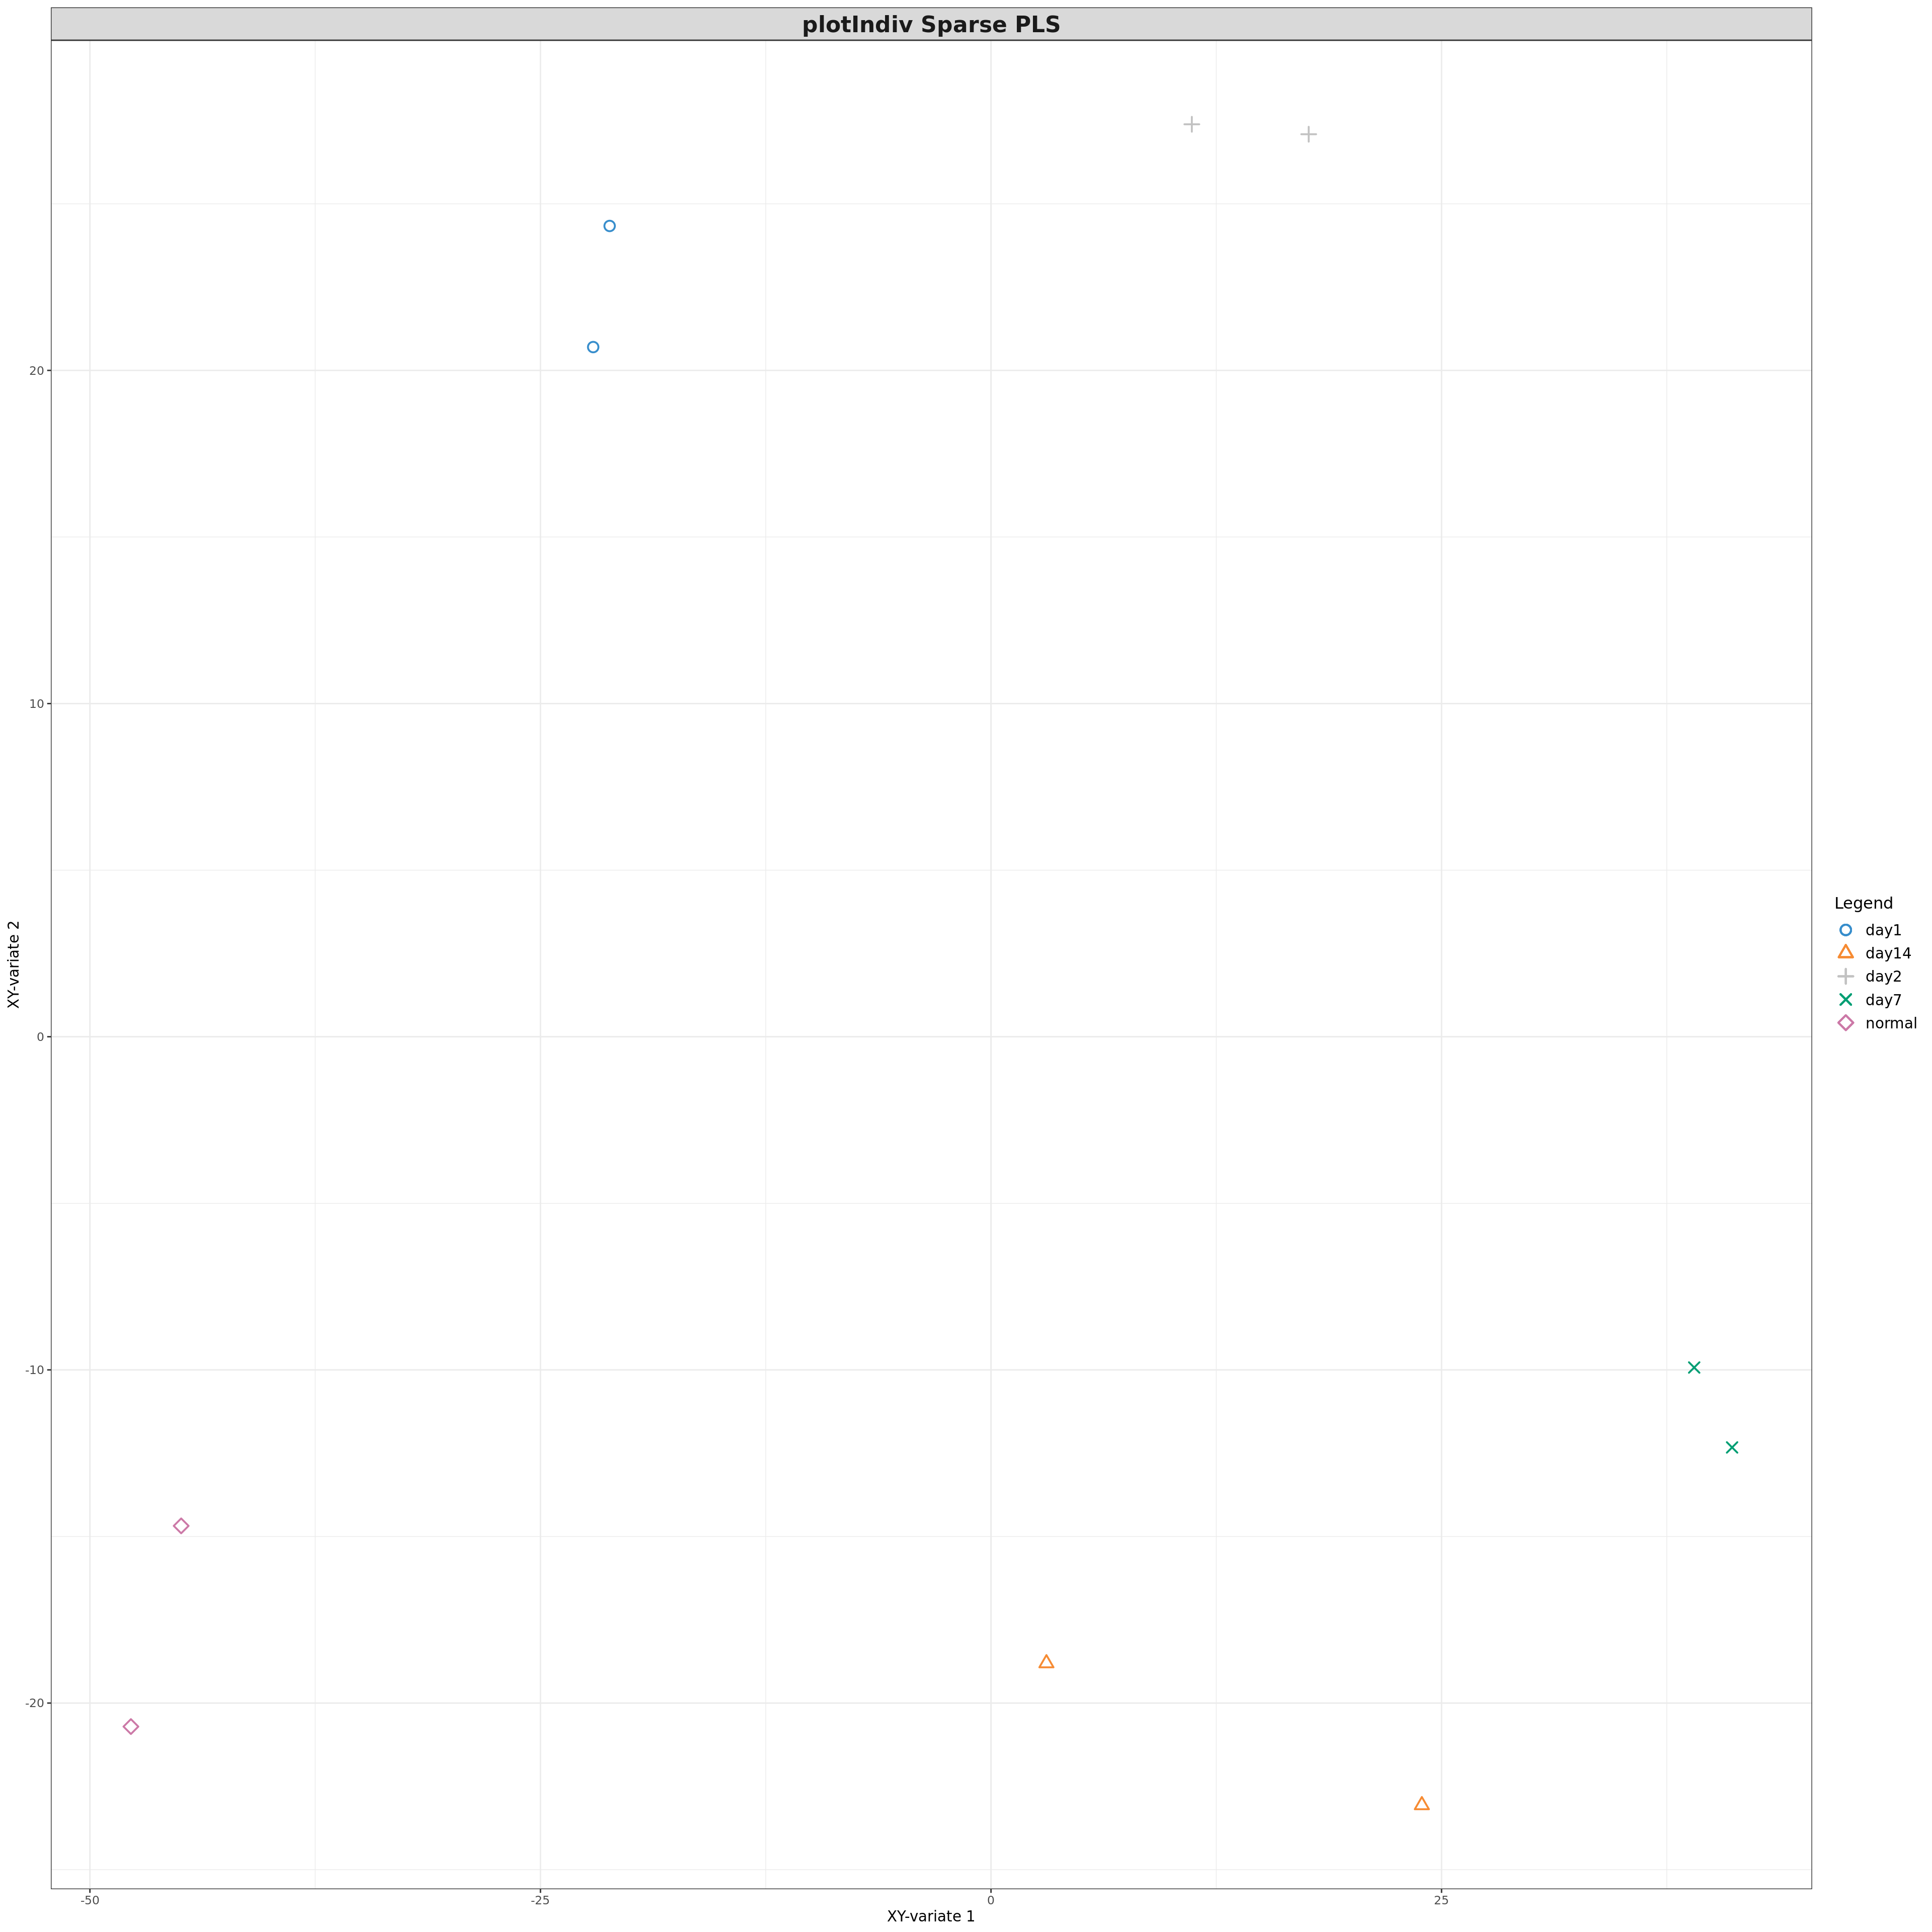 plotIndiv Sparse PLS
XY-variate 2
20
10
0
-10
-20
-50
-25
0
25
XY-variate 1
Legend
day1
day14
day2
day7
normal